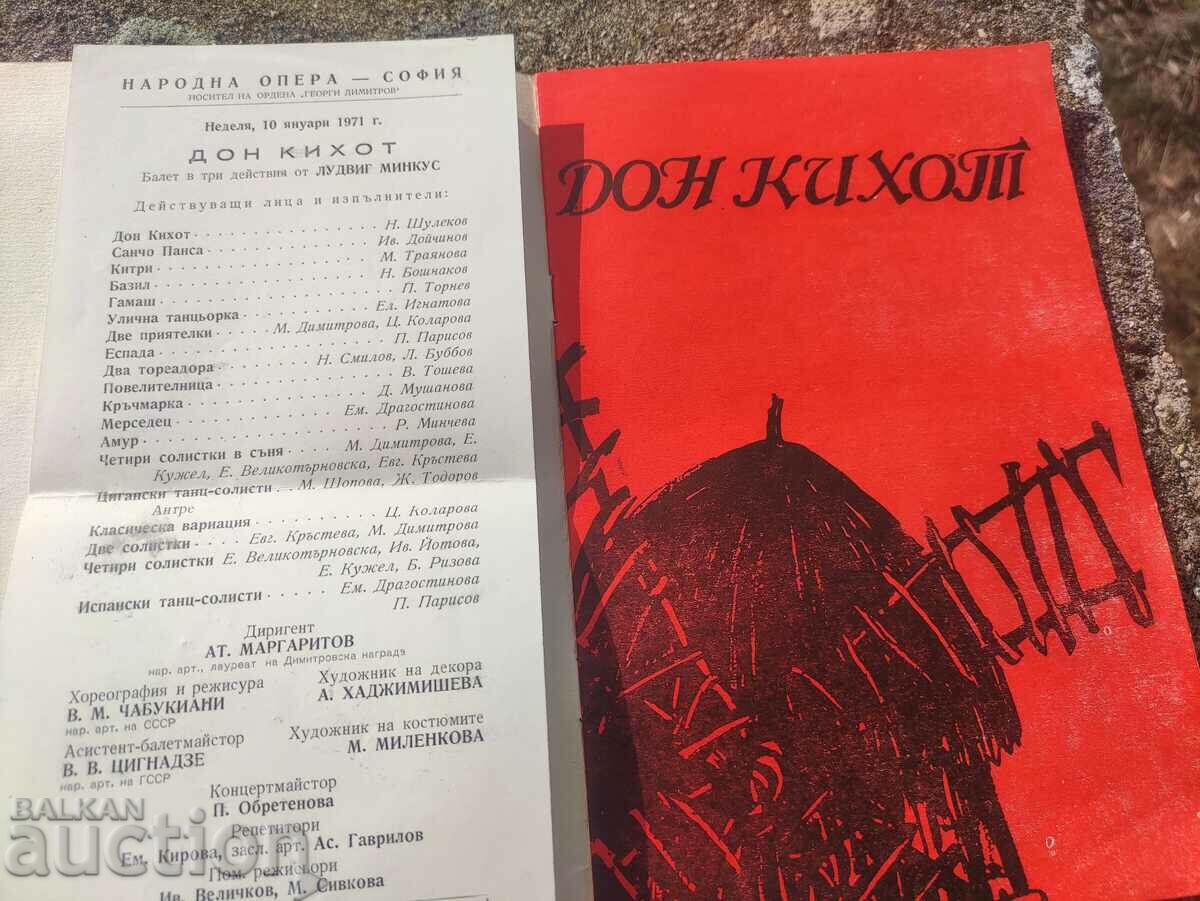 НАРОДНА ОПЕРА — СОФИЯ
НОСИТЕЛ НА ОРДЕНА „ГЕОРГИ ДИМИТРОВ“
Неделя, 10 януари 1971 г.
ДОН КИХОТ
Балет в три действия от ЛУДВИГ МИНКУС
Действуващи лица и изпълнители:
Дон Кихот . . . . . . . . . . . . . . . . Н. Шулеков
Санчо Панса . . . . . . . . . . . . . . . Ив. Дойчинов
Китри . . . . . . . . . . . . . . . . . . М. Траянова
Базил . . . . . . . . . . . . . . . . . . Н. Бошнаков
Гамаш . . . . . . . . . . . . . . . . . . П. Торнев
Улична танцьорка . . . . . . . . . . . Ел. Игнатова
Две приятелки . . . . . М. Димитрова, Ц. Коларова
Еспада . . . . . . . . . . . . . . . . . . П. Парисов
Два тореадора . . . . . . . Н. Смилов, Л. Буббов
Повелителница . . . . . . . . . . . . . . В. Тошева
Кръчмарка . . . . . . . . . . . . . . . Д. Мушанова
Мерседец . . . . . . . . . . . . . Ем. Драгостинова
Амур . . . . . . . . . . . . . . . . . . Р. Минчева
Четири солистки в съня . . . М. Димитрова, Е.
Кужел, Е. Великотърновска, Евг. Кръстева
Цигански танц-солисти . . М. Шопова, Ж. Тодоров
Антре
Класическа вариация . . . . . . . . . . Ц. Коларова
Две солистки . . . . . Евг. Кръстева, М. Димитрова
Четири солистки Е. Великотърновска, Ив. Йотова,
Е. Кужел, Б. Ризова
Испански танц-солисти . . . . . Ем. Драгостинова
П. Парисов
Диригент
АТ. МАРГАРИТОВ
нар. арт., лауреат на Димитровска награда
Хореография и режисура
В. М. ЧАБУКИАНИ
нар. арт. на СССР
Художник на декора
А. ХАДЖИМИШЕВА
Асистент-балетмайстор
В. В. ЦИГНАДЗЕ
нар. арт. на ГССР
Художник на костюмите
М. МИЛЕНКОВА
Концертмайстор
П. Обретенова
Репетитори
Ем. Кирова, засл. арт. Ас. Гаврилов
Пом. режисьори
Ив. Величков, М. Сивкова
ДОН КИХОТ
BALKAN
auction